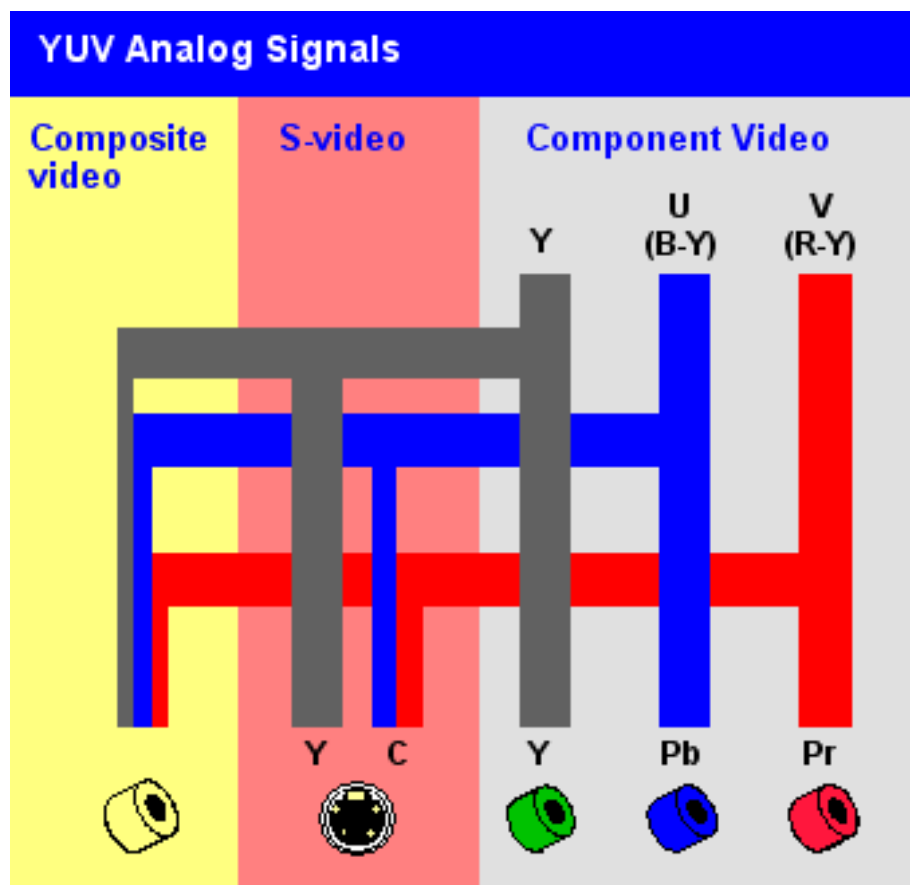 YUV Analog Signals
Composite
video
S-video
Component Video
Y
U
(B-Y)
V
(R-Y)
Y
C
Y
Pb
Pr